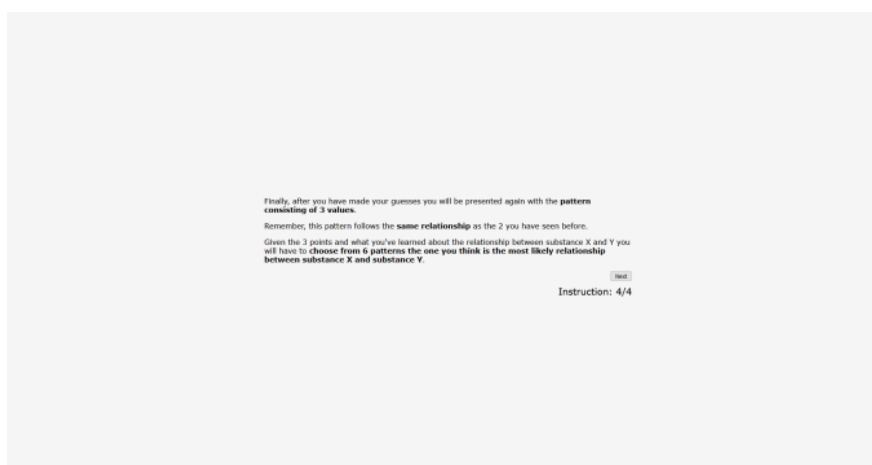 Finally, after you have made your guesses you will be presented again with the pattern
consisting of 3 values.
Remember, this pattern follows the same relationship as the 2 you have seen before.
Given the 3 points and what you've learned about the relationship between substance X and Y you
will have to choose from 6 patterns the one you think is the most likely relationship
between substance X and substance Y.
Next
Instruction: 4/4